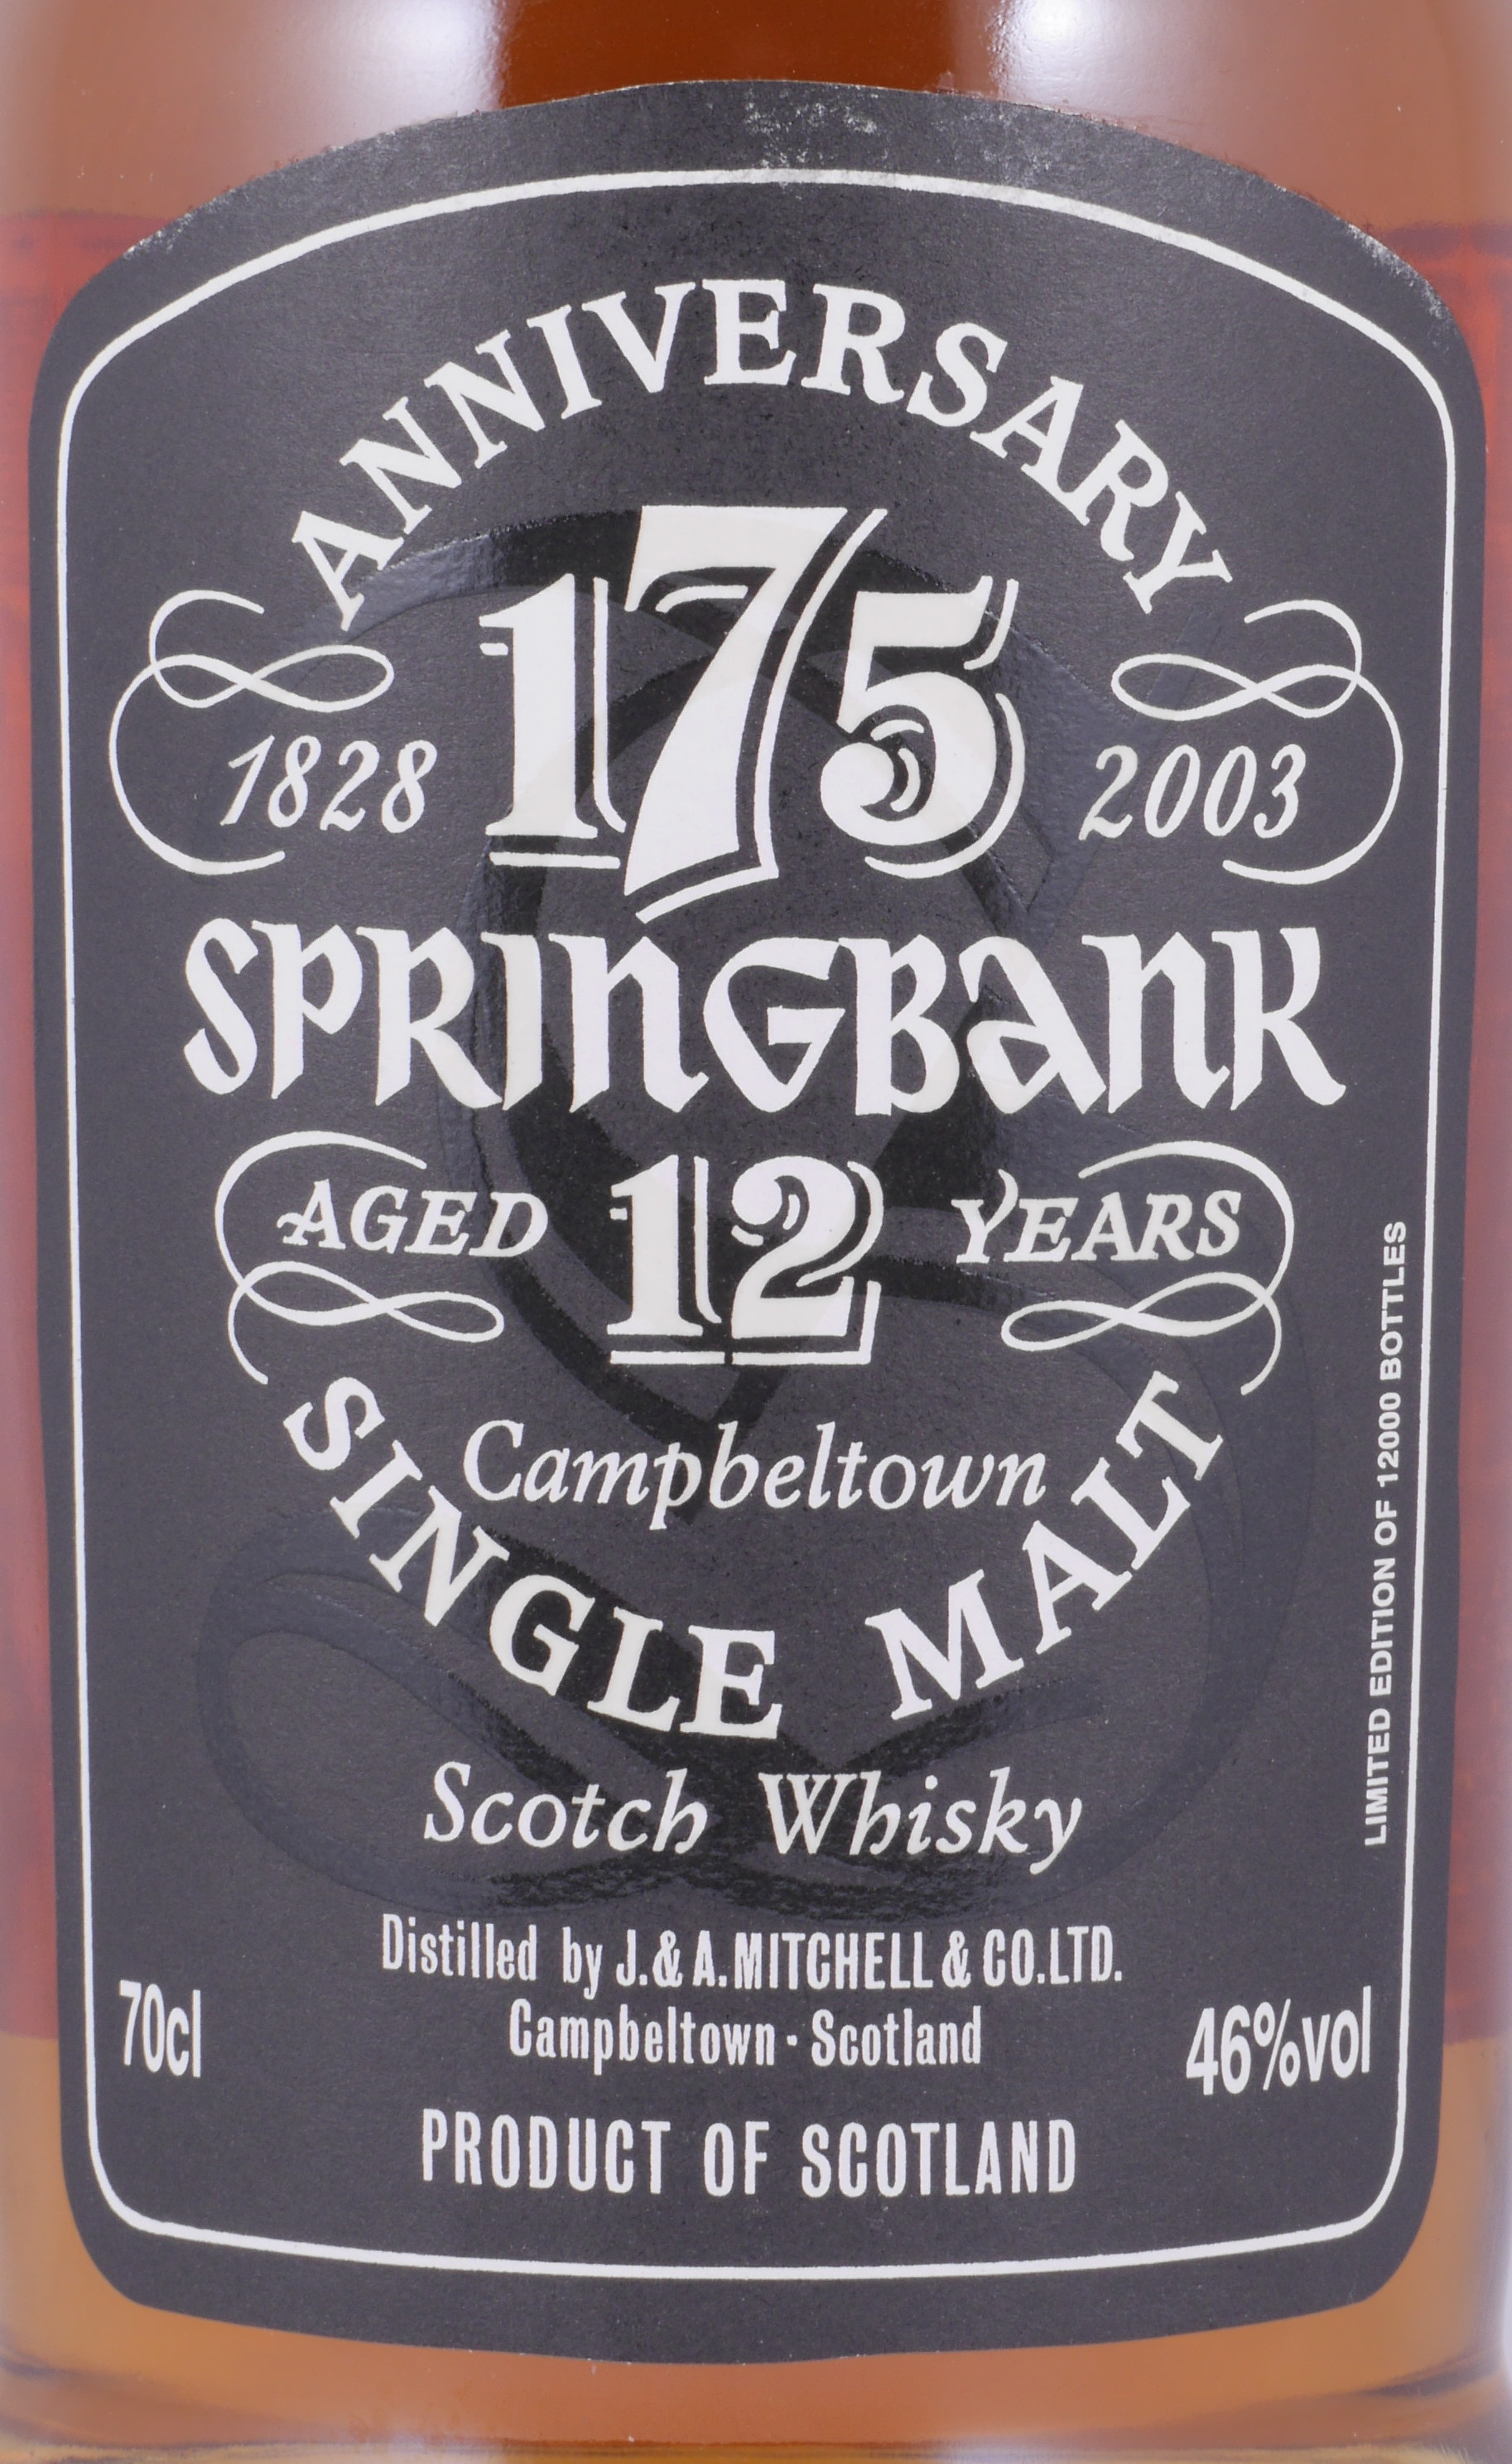 ANNIVERSARY
175
1828 2003
SPRINGBANK
AGED 12 YEARS
Campbeltown
SINGLE MALT
Scotch Whisky
LIMITED EDITION OF 12000 BOTTLES
Distilled by J.& A.MITCHELL & CO.LTD.
Campbeltown · Scotland
70cl 46%vol
PRODUCT OF SCOTLAND